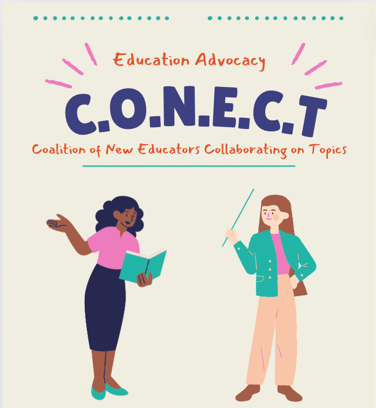 Education Advocacy
C.O.N.E.C.T
Coalition of New Educators Collaborating on Topics